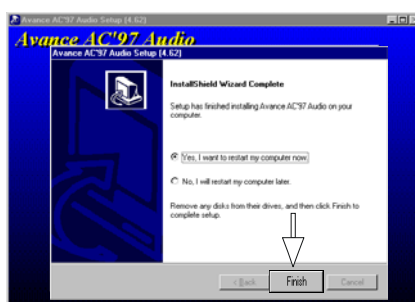 Avance AC'97 Audio Setup (4.62)
Avance AC'97 Audio
Avance AC'97 Audio Setup (4.62)
InstallShield Wizard Complete
Setup has finished installing Avance AC'97 Audio on your
computer.
Yes, I want to restart my computer now.
No, I will restart my computer later.
Remove any disks from their drives, and then click Finish to
complete setup.
< Back
Finish
Cancel